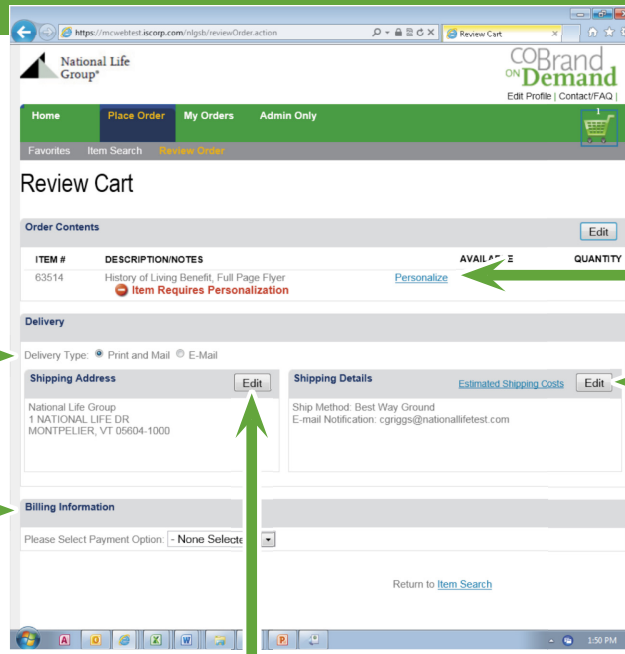 https://mcwebtest.iscorp.com/nlgsb/reviewOrder.action
Review Cart
National Life
Group®
COBrand
ON Demand
Edit Profile | Contact/FAQ |
Home Place Order My Orders Admin Only
1
Favorites Item Search Review Order
Review Cart
Order Contents Edit
ITEM # DESCRIPTION/NOTES QUANTITY
63514 History of Living Benefit, Full Page Flyer Personalize
Item Requires Personalization
Delivery
Delivery Type: Print and Mail E-Mail
Shipping Address Edit
National Life Group
1 NATIONAL LIFE DR
MONTPELIER, VT 05604-1000
Shipping Details Estimated Shipping Costs Edit
Ship Method: Best Way Ground
E-mail Notification: cgriggs@nationallifetest.com
Billing Information
Please Select Payment Option: - None Selecte
Return to Item Search
1:50 PM